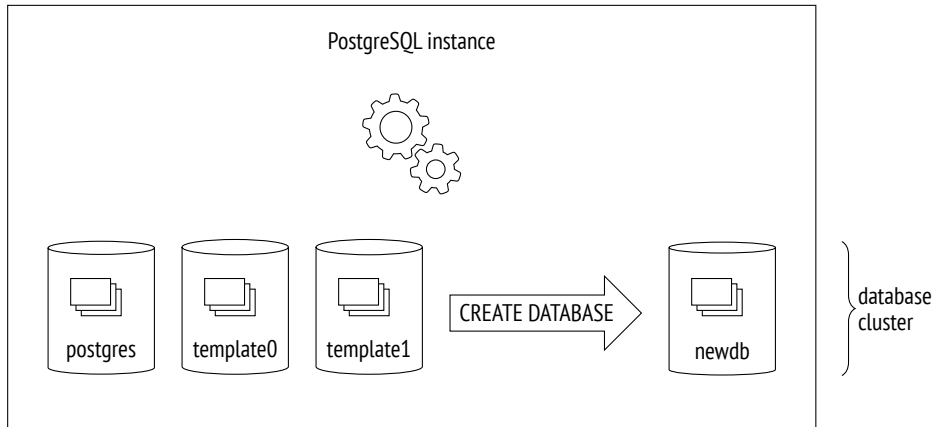 PostgreSQL instance
CREATE DATABASE
postgres
template0
template1
newdb
database
cluster